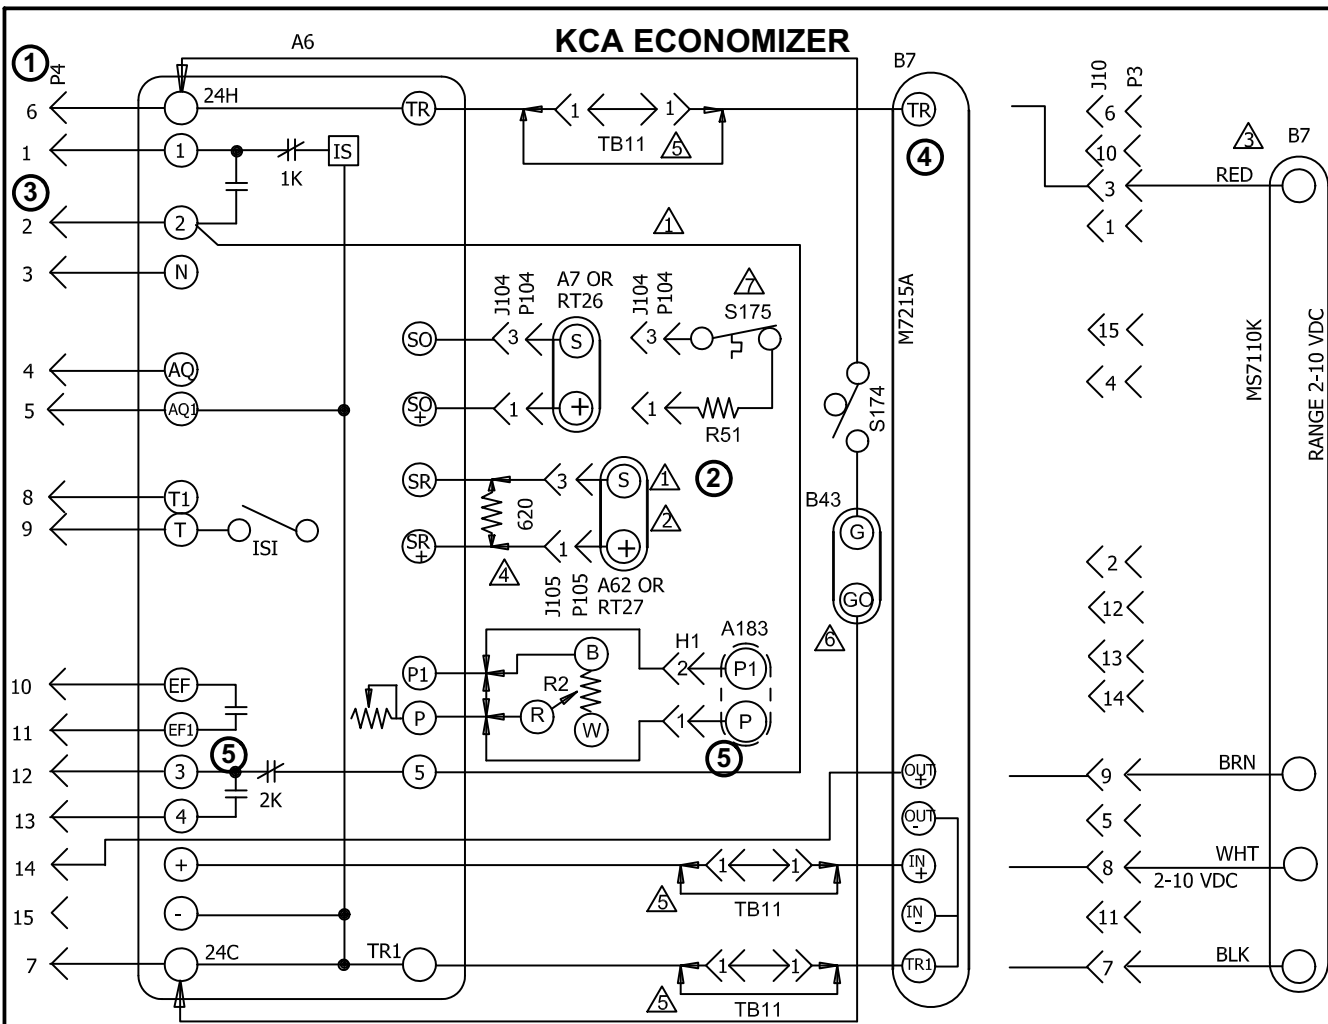 KCA ECONOMIZER
A6
B7
1
P4
J10
P3
6
24H
TR
1
1
TB11
5
TR
6
3
B7
1
1
IS
1K
4
10
3
RED
3
2
2
1
1
3
N
J104
P104
A7 OR
RT26
J104
P104
7
S175
M7215A
MS7110K
RANGE 2-10 VDC
SO
3
S
3
15
4
AQ
4
5
AQ1
SO
+
1
+
1
R51
S174
SR
3
S
1
2
620
2
B43
8
T1
9
T
ISI
SR
+
1
+
G
4
J105
P105
A62 OR
RT27
GO
6
2
12
13
14
P1
B
H1
A183
2
P1
R2
10
EF
P
R
W
1
P
11
EF1
5
5
12
3
2K
5
OUT
+
9
BRN
13
4
OUT
-
5
14
+
1
1
IN
+
8
WHT
2-10 VDC
5
TB11
15
-
IN
-
11
7
24C
TR1
1
1
TR1
7
BLK
5
TB11